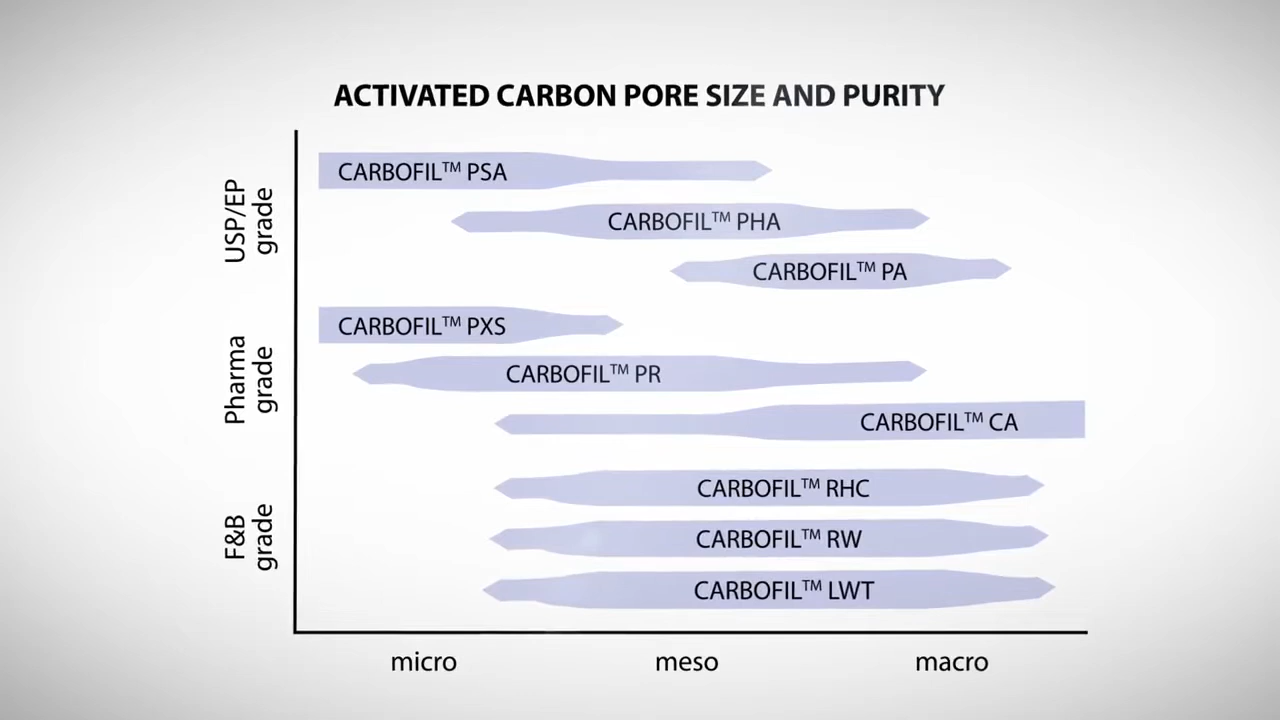 ACTIVATED CARBON PORE SIZE AND PURITY
USP/EP
grade
CARBOFIL™ PSA
CARBOFIL™ PHA
CARBOFIL™ PA
Pharma
grade
CARBOFIL™ PXS
CARBOFIL™ PR
CARBOFIL™ CA
F&B
grade
CARBOFIL™ RHC
CARBOFIL™ RW
CARBOFIL™ LWT
micro meso macro